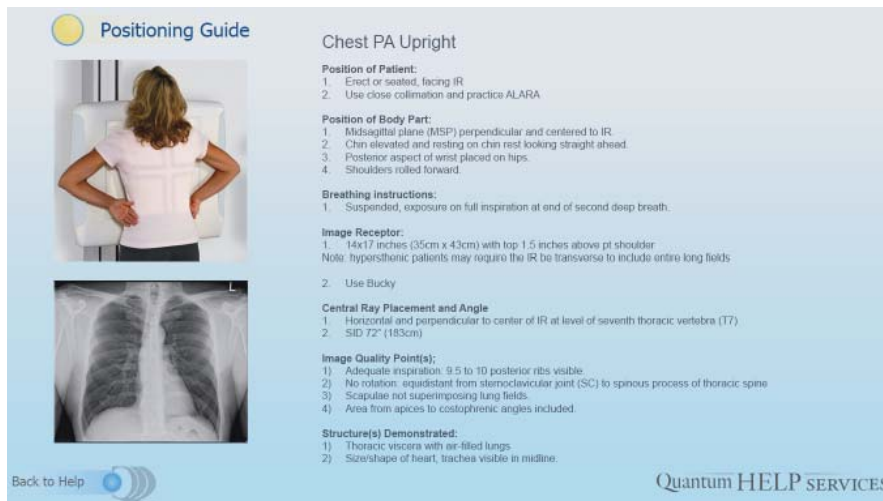 Positioning Guide
Chest PA Upright
Position of Patient:
1. Erect or seated, facing IR
2. Use close collimation and practice ALARA
Position of Body Part:
1. Midsagittal plane (MSP) perpendicular and centered to IR.
2. Chin elevated and resting on chin rest looking straight ahead.
3. Posterior aspect of wrist placed on hips.
4. Shoulders rolled forward.
Breathing instructions:
1. Suspended, exposure on full inspiration at end of second deep breath.
Image Receptor:
1. 14x17 inches (35cm x 43cm) with top 1.5 inches above pt shoulder
Note: hypersthenic patients may require the IR be transverse to include entire long fields
2. Use Bucky
Central Ray Placement and Angle
1. Horizontal and perpendicular to center of IR at level of seventh thoracic vertebra (T7)
2. SID 72" (183cm)
Image Quality Point(s);
1) Adequate inspiration: 9.5 to 10 posterior ribs visible
2) No rotation: equidistant from sternoclavicular joint (SC) to spinous process of thoracic spine
3) Scapulae not superimposing lung fields.
4) Area from apices to costophrenic angles included.
Structure(s) Demonstrated:
1) Thoracic viscera with air-filled lungs
2) Size/shape of heart, trachea visible in midline.
L
Back to Help
Quantum HELP SERVICES